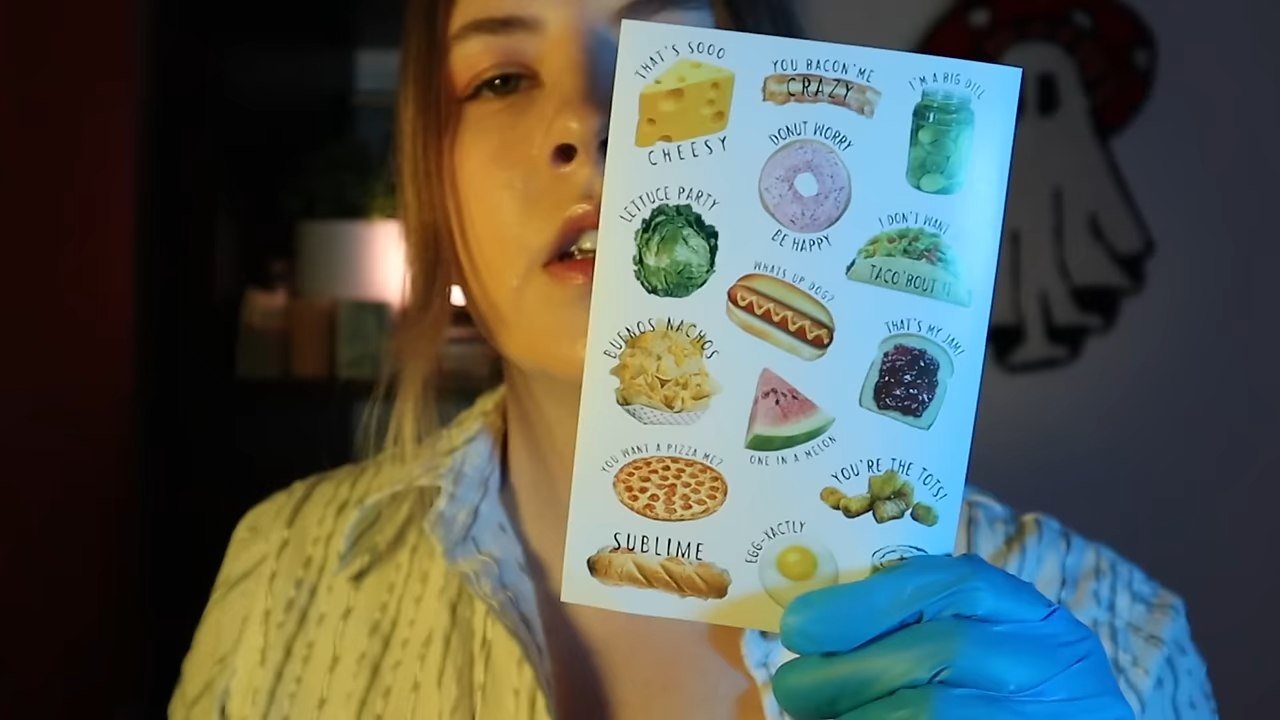 THAT'S SOOO
CHEESY
YOU BACON'ME
CRAZY
I'M A BIG DILL
DONUT WORRY
BE HAPPY
LETTUCE PARTY
I DON'T WANT
TACO'BOUT IT
WHATS UP DOG?
BUENOS NACHOS
THAT'S MY JAM!
ONE IN A MELON
YOU WANT A PIZZA ME?
YOU'RE THE TOTS!
SUBLIME
EGG-XACTLY